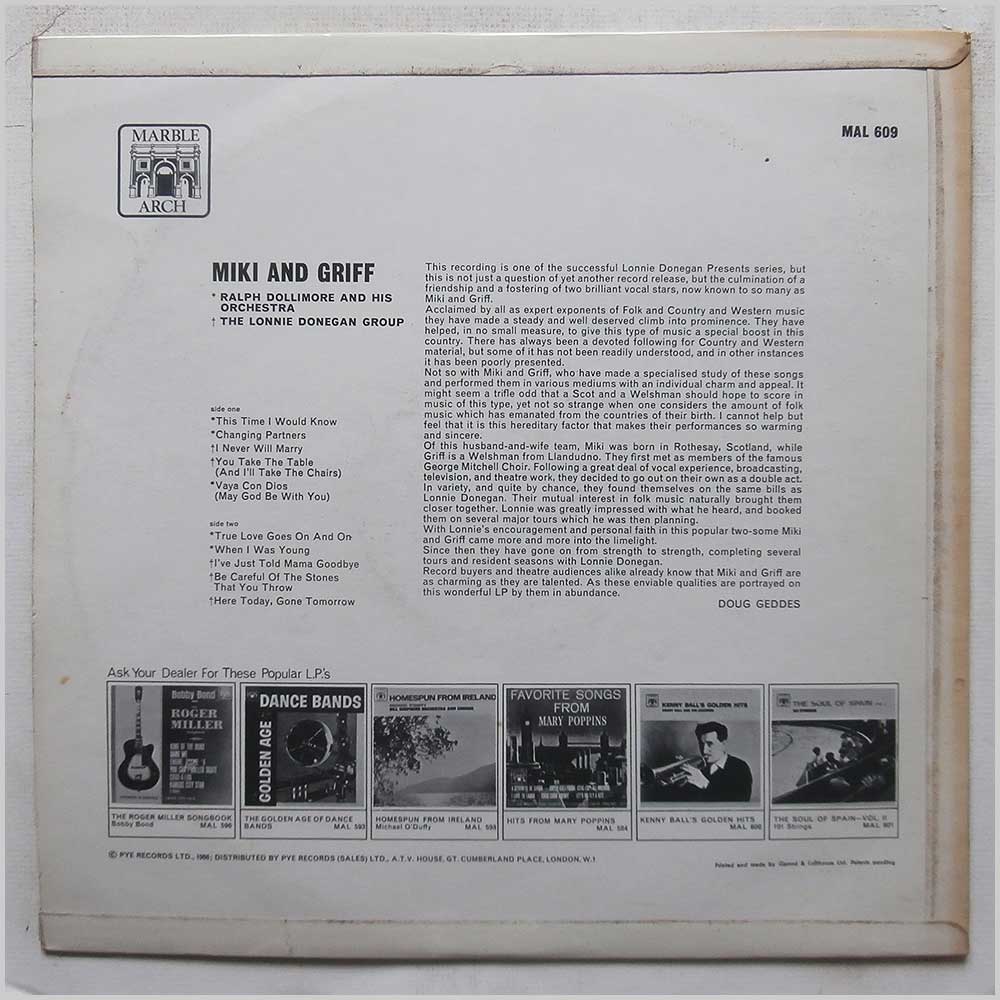 MARBLE
ARCH
MAL 609
MIKI AND GRIFF
* RALPH DOLLIMORE AND HIS
ORCHESTRA
† THE LONNIE DONEGAN GROUP
side one
*This Time I Would Know
*Changing Partners
†I Never Will Marry
†You Take The Table
(And I'll Take The Chairs)
*Vaya Con Dios
(May God Be With You)
side two
*True Love Goes On And On
*When I Was Young
†I've Just Told Mama Goodbye
†Be Careful Of The Stones
That You Throw
†Here Today, Gone Tomorrow
This recording is one of the successful Lonnie Donegan Presents series, but
this is not just a question of yet another record release, but the culmination of a
friendship and a fostering of two brilliant vocal stars, now known to so many as
Miki and Griff.
Acclaimed by all as expert exponents of Folk and Country and Western music
they have made a steady and well deserved climb into prominence. They have
helped, in no small measure, to give this type of music a special boost in this
country. There has always been a devoted following for Country and Western
material, but some of it has not been readily understood, and in other instances
it has been poorly presented.
Not so with Miki and Griff, who have made a specialised study of these songs
and performed them in various mediums with an individual charm and appeal. It
might seem a trifle odd that a Scot and a Welshman should hope to score in
music of this type, yet not so strange when one considers the amount of folk
music which has emanated from the countries of their birth. I cannot help but
feel that it is this hereditary factor that makes their performances so warming
and sincere.
Of this husband-and-wife team, Miki was born in Rothesay, Scotland, while
Griff is a Welshman from Llandudno. They first met as members of the famous
George Mitchell Choir. Following a great deal of vocal experience, broadcasting,
television, and theatre work, they decided to go out on their own as a double act.
In variety, and quite by chance, they found themselves on the same bills as
Lonnie Donegan. Their mutual interest in folk music naturally brought them
closer together. Lonnie was greatly impressed with what he heard, and booked
them on several major tours which he was then planning.
With Lonnie's encouragement and personal faith in this popular two-some Miki
and Griff came more and more into the limelight.
Since then they have gone on from strength to strength, completing several
tours and resident seasons with Lonnie Donegan.
Record buyers and theatre audiences alike already know that Miki and Griff are
as charming as they are talented. As these enviable qualities are portrayed on
this wonderful LP by them in abundance.
DOUG GEDDES
Ask Your Dealer For These Popular L.P.'s
Bobby Bond
ROGER
MILLER
KANSAS CITY STAR
DANCE BANDS
GOLDEN AGE
HOMESPUN FROM IRELAND
FAVORITE SONGS
FROM
MARY POPPINS
KENNY BALL'S GOLDEN HITS
THE SOUL OF SPAIN
THE ROGER MILLER SONGBOOK
Bobby Bond MAL 596
THE GOLDEN AGE OF DANCE
BANDS MAL 593
HOMESPUN FROM IRELAND
Michael O'Duffy MAL 598
HITS FROM MARY POPPINS
MAL 584
KENNY BALL'S GOLDEN HITS
MAL 600
THE SOUL OF SPAIN—VOL II
101 Strings MAL 601
© PYE RECORDS LTD., 1966; DISTRIBUTED BY PYE RECORDS (SALES) LTD., A.T.V. HOUSE, GT. CUMBERLAND PLACE, LONDON, W.1
Printed and made by Garrod & Lofthouse Ltd. Patents pending